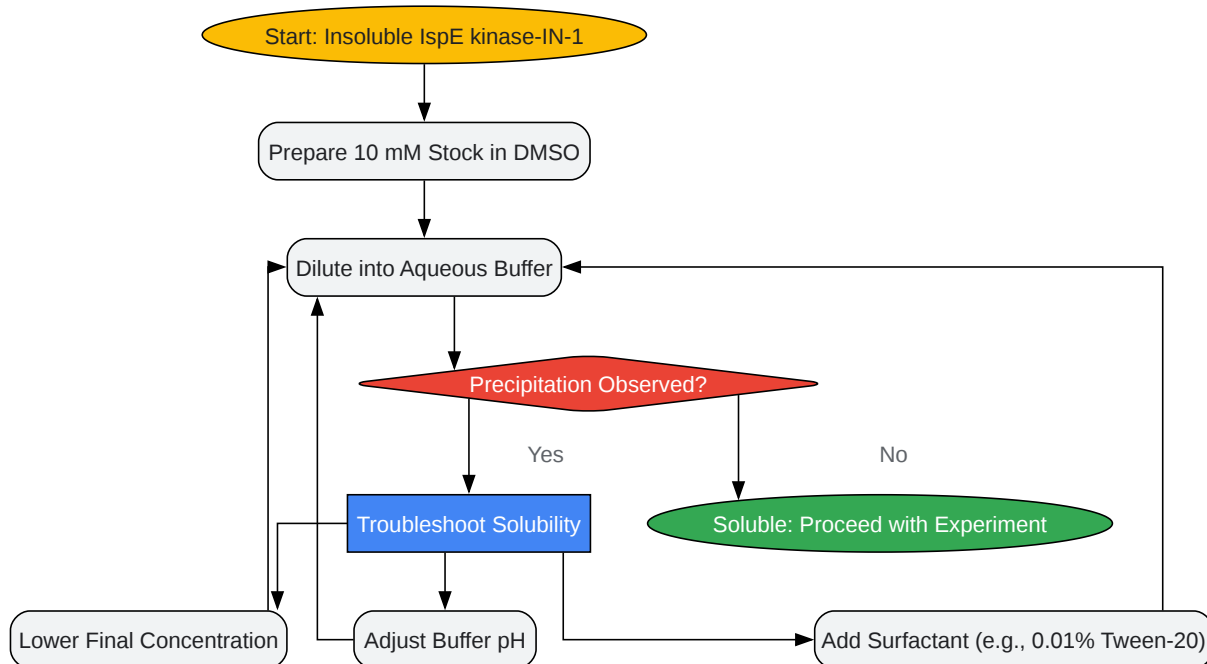 Start: Insoluble IspE kinase-IN-1
Prepare 10 mM Stock in DMSO
Dilute into Aqueous Buffer
Precipitation Observed?
Yes
No
Troubleshoot Solubility
Soluble: Proceed with Experiment
Lower Final Concentration
Adjust Buffer pH
Add Surfactant (e.g., 0.01% Tween-20)